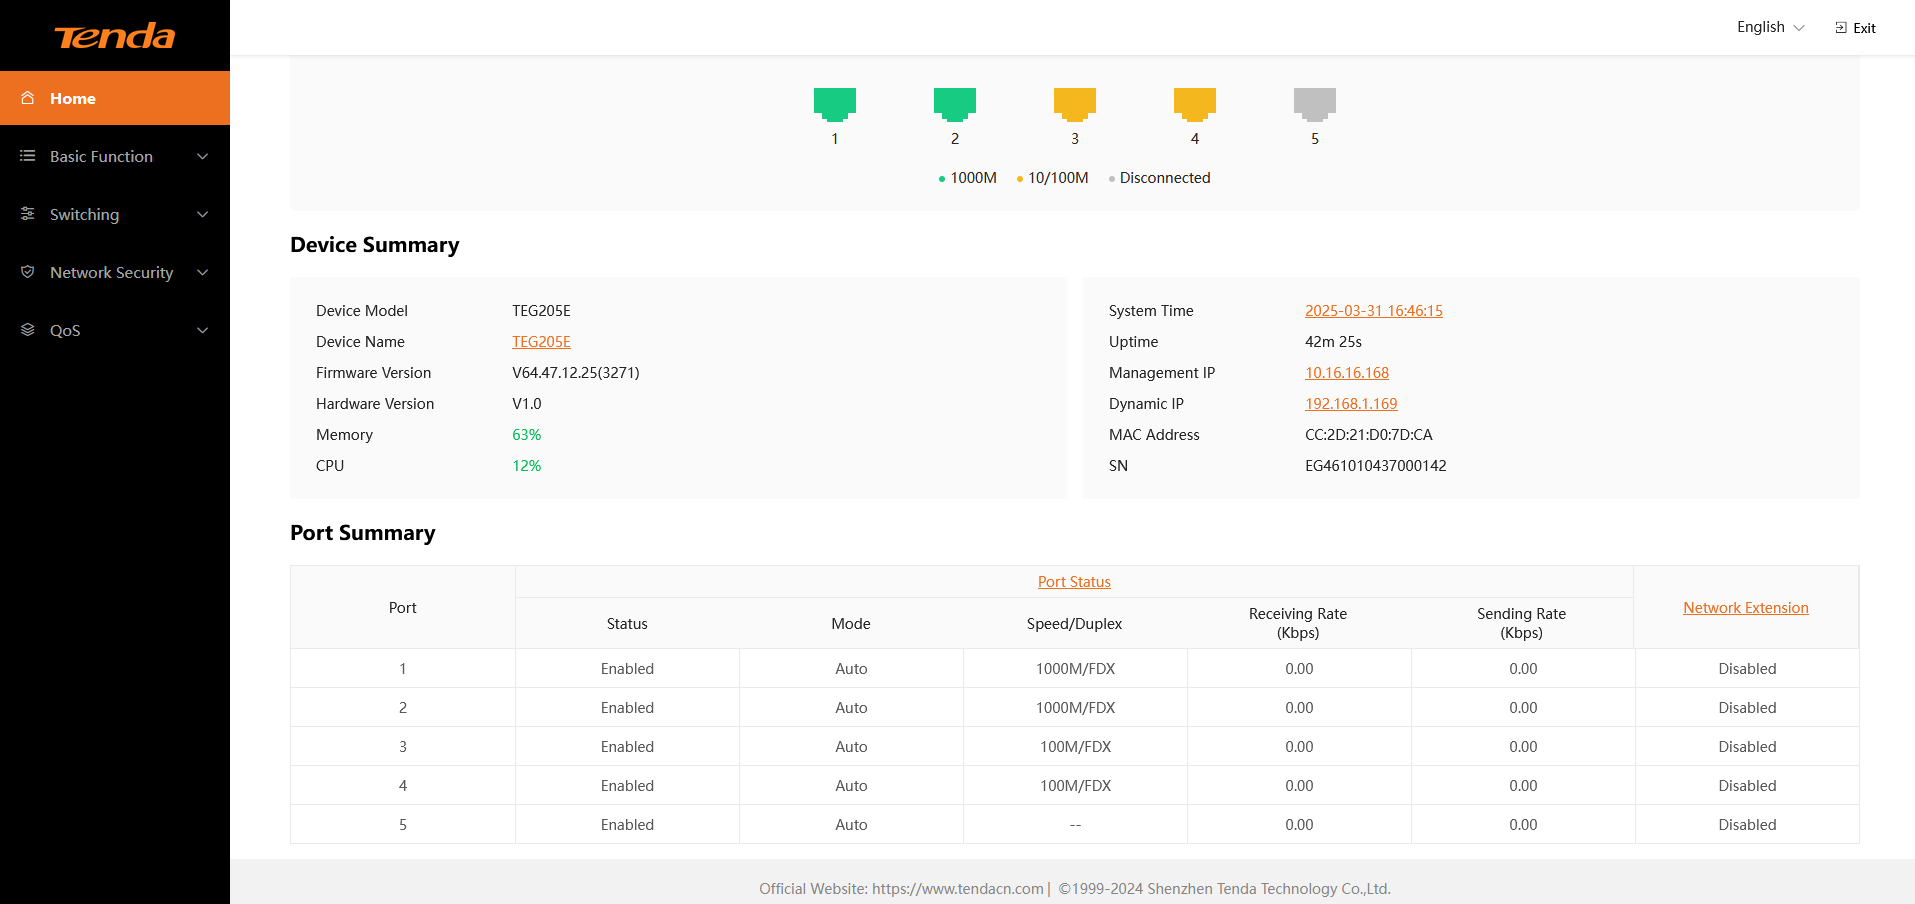 Tenda
English
Exit
Home
Basic Function
Switching
Network Security
QoS
1 2 3 4 5
1000M 10/100M Disconnected
Device Summary
Device Model TEG205E
Device Name TEG205E
Firmware Version V64.47.12.25(3271)
Hardware Version V1.0
Memory 63%
CPU 12%
System Time 2025-03-31 16:46:15
Uptime 42m 25s
Management IP 10.16.16.168
Dynamic IP 192.168.1.169
MAC Address CC:2D:21:D0:7D:CA
SN EG461010437000142
Port Summary
Port Port Status Network Extension
Status Mode Speed/Duplex Receiving Rate (Kbps) Sending Rate (Kbps)
1 Enabled Auto 1000M/FDX 0.00 0.00 Disabled
2 Enabled Auto 1000M/FDX 0.00 0.00 Disabled
3 Enabled Auto 100M/FDX 0.00 0.00 Disabled
4 Enabled Auto 100M/FDX 0.00 0.00 Disabled
5 Enabled Auto -- 0.00 0.00 Disabled
Official Website: https://www.tendacn.com | ©1999-2024 Shenzhen Tenda Technology Co.,Ltd.